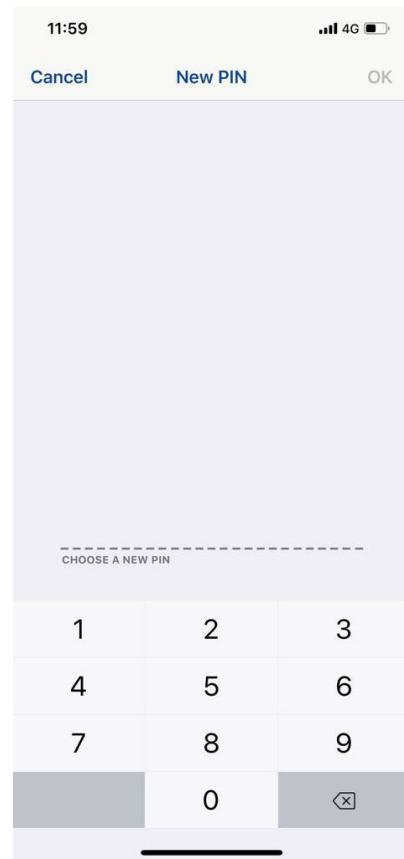 11:59 4G
Cancel New PIN OK
CHOOSE A NEW PIN
1 2 3
4 5 6
7 8 9
0